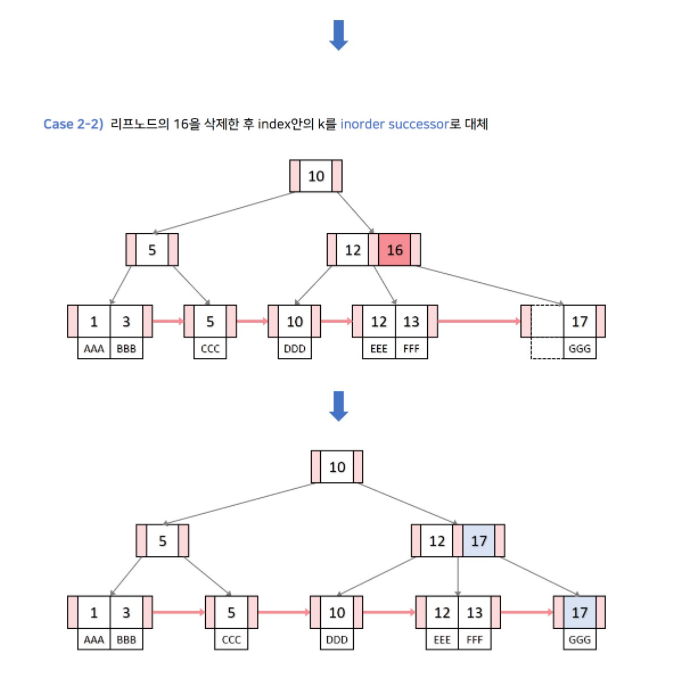 Case 2-2) 리프노드의 16을 삭제한 후 index안의 k를 inorder successor로 대체
10
5 12 16
1 3 5 10 12 13 17
AAA BBB CCC DDD EEE FFF GGG
10
5 12 17
1 3 5 10 12 13 17
AAA BBB CCC DDD EEE FFF GGG